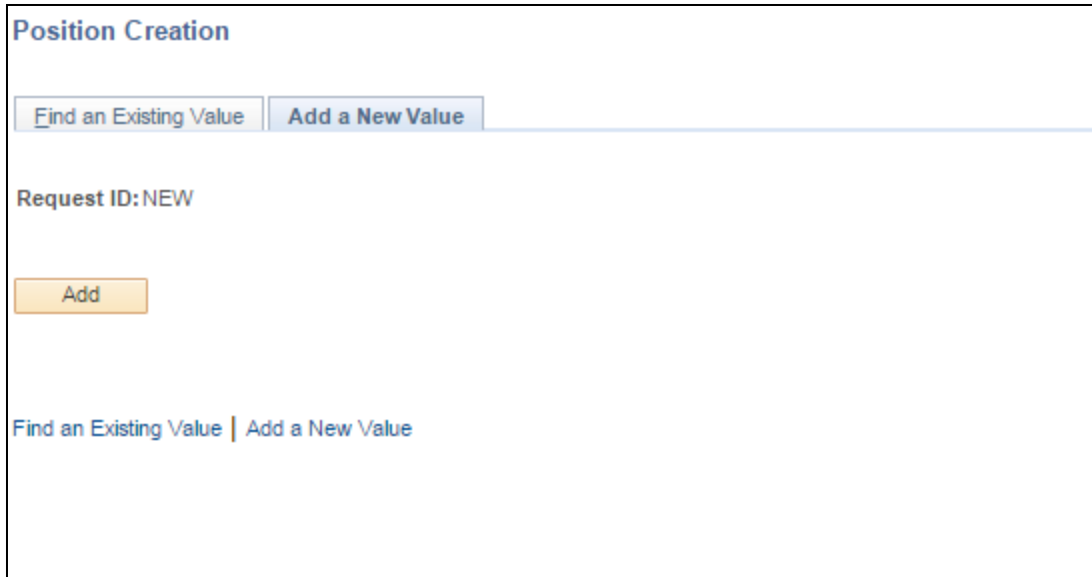 Position Creation
Find an Existing Value Add a New Value
Request ID: NEW
Add
Find an Existing Value | Add a New Value